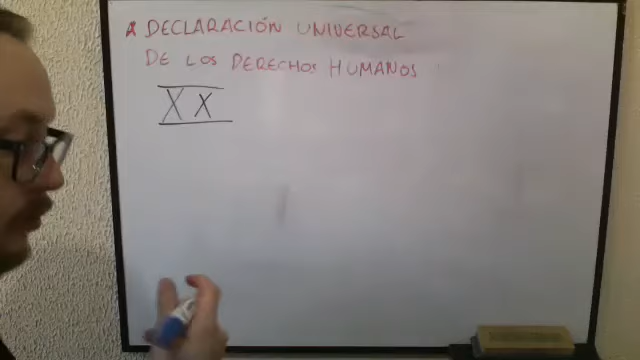 A DECLARACIÓN UNIVERSAL
DE LOS DERECHOS HUMANOS
XX